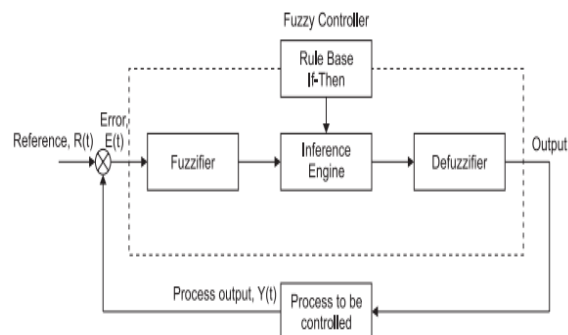 Fuzzy Controller
Rule Base
If-Then
Error,
E(t)
Reference, R(t)
Fuzzifier
Inference
Engine
Defuzzifier
Output
Process output, Y(t)
Process to be
controlled